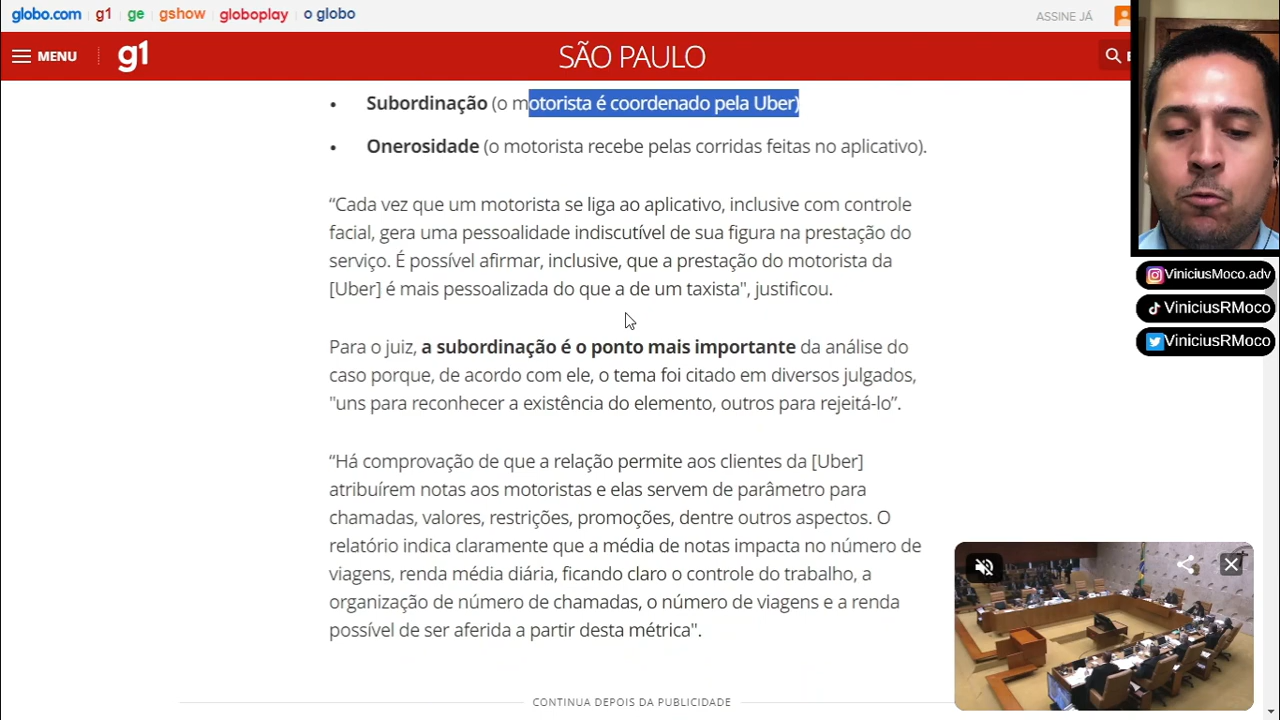 globo.com g1 ge gshow globoplay o globo
ASSINE JÁ
MENU g1 SÃO PAULO
• Subordinação (o motorista é coordenado pela Uber)
• Onerosidade (o motorista recebe pelas corridas feitas no aplicativo).
“Cada vez que um motorista se liga ao aplicativo, inclusive com controle
facial, gera uma pessoalidade indiscutível de sua figura na prestação do
serviço. É possível afirmar, inclusive, que a prestação do motorista da
[Uber] é mais pessoalizada do que a de um taxista", justificou.
Para o juiz, a subordinação é o ponto mais importante da análise do
caso porque, de acordo com ele, o tema foi citado em diversos julgados,
"uns para reconhecer a existência do elemento, outros para rejeitá-lo”.
“Há comprovação de que a relação permite aos clientes da [Uber]
atribuírem notas aos motoristas e elas servem de parâmetro para
chamadas, valores, restrições, promoções, dentre outros aspectos. O
relatório indica claramente que a média de notas impacta no número de
viagens, renda média diária, ficando claro o controle do trabalho, a
organização de número de chamadas, o número de viagens e a renda
possível de ser aferida a partir desta métrica".
CONTINUA DEPOIS DA PUBLICIDADE
ViniciusMoco.adv
ViniciusRMoco
ViniciusRMoco